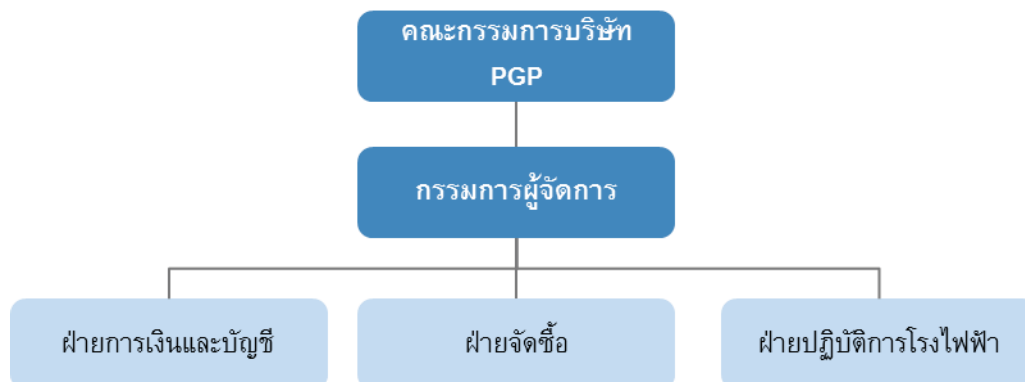 คณะกรรมการบริษัท
PGP
กรรมการผู้จัดการ
ฝ่ายการเงินและบัญชี
ฝ่ายจัดซื้อ
ฝ่ายปฏิบัติการโรงไฟฟ้า